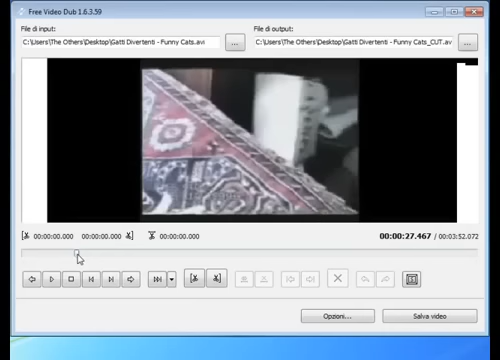 Free Video Dub 1.6.3.59
File di input:
File di output:
C:\Users\The Others\Desktop\Gatti Divertenti - Funny Cats.avi
...
C:\Users\The Others\Desktop\Gatti Divertenti - Funny Cats_CUT.av
...
00:00:00.000
00:00:00.000
00:00:00.000
00:00:27.467 / 00:03:52.072
Opzioni...
Salva video